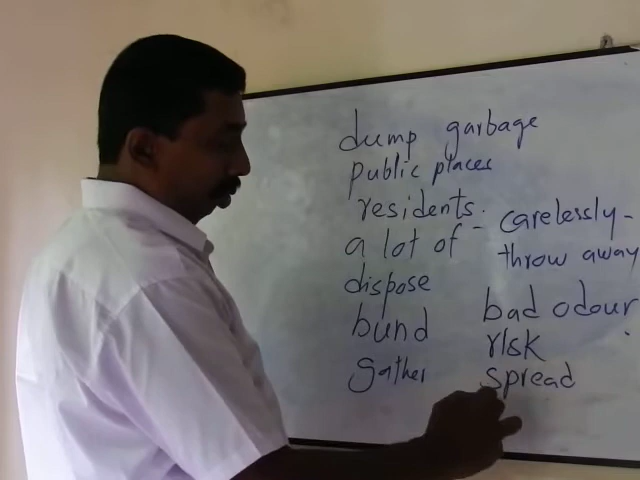 dump garbage
public places
residents.
a lot of -
dispose
bund
gather
carelessly -
throw away
bad odour
risk
spread